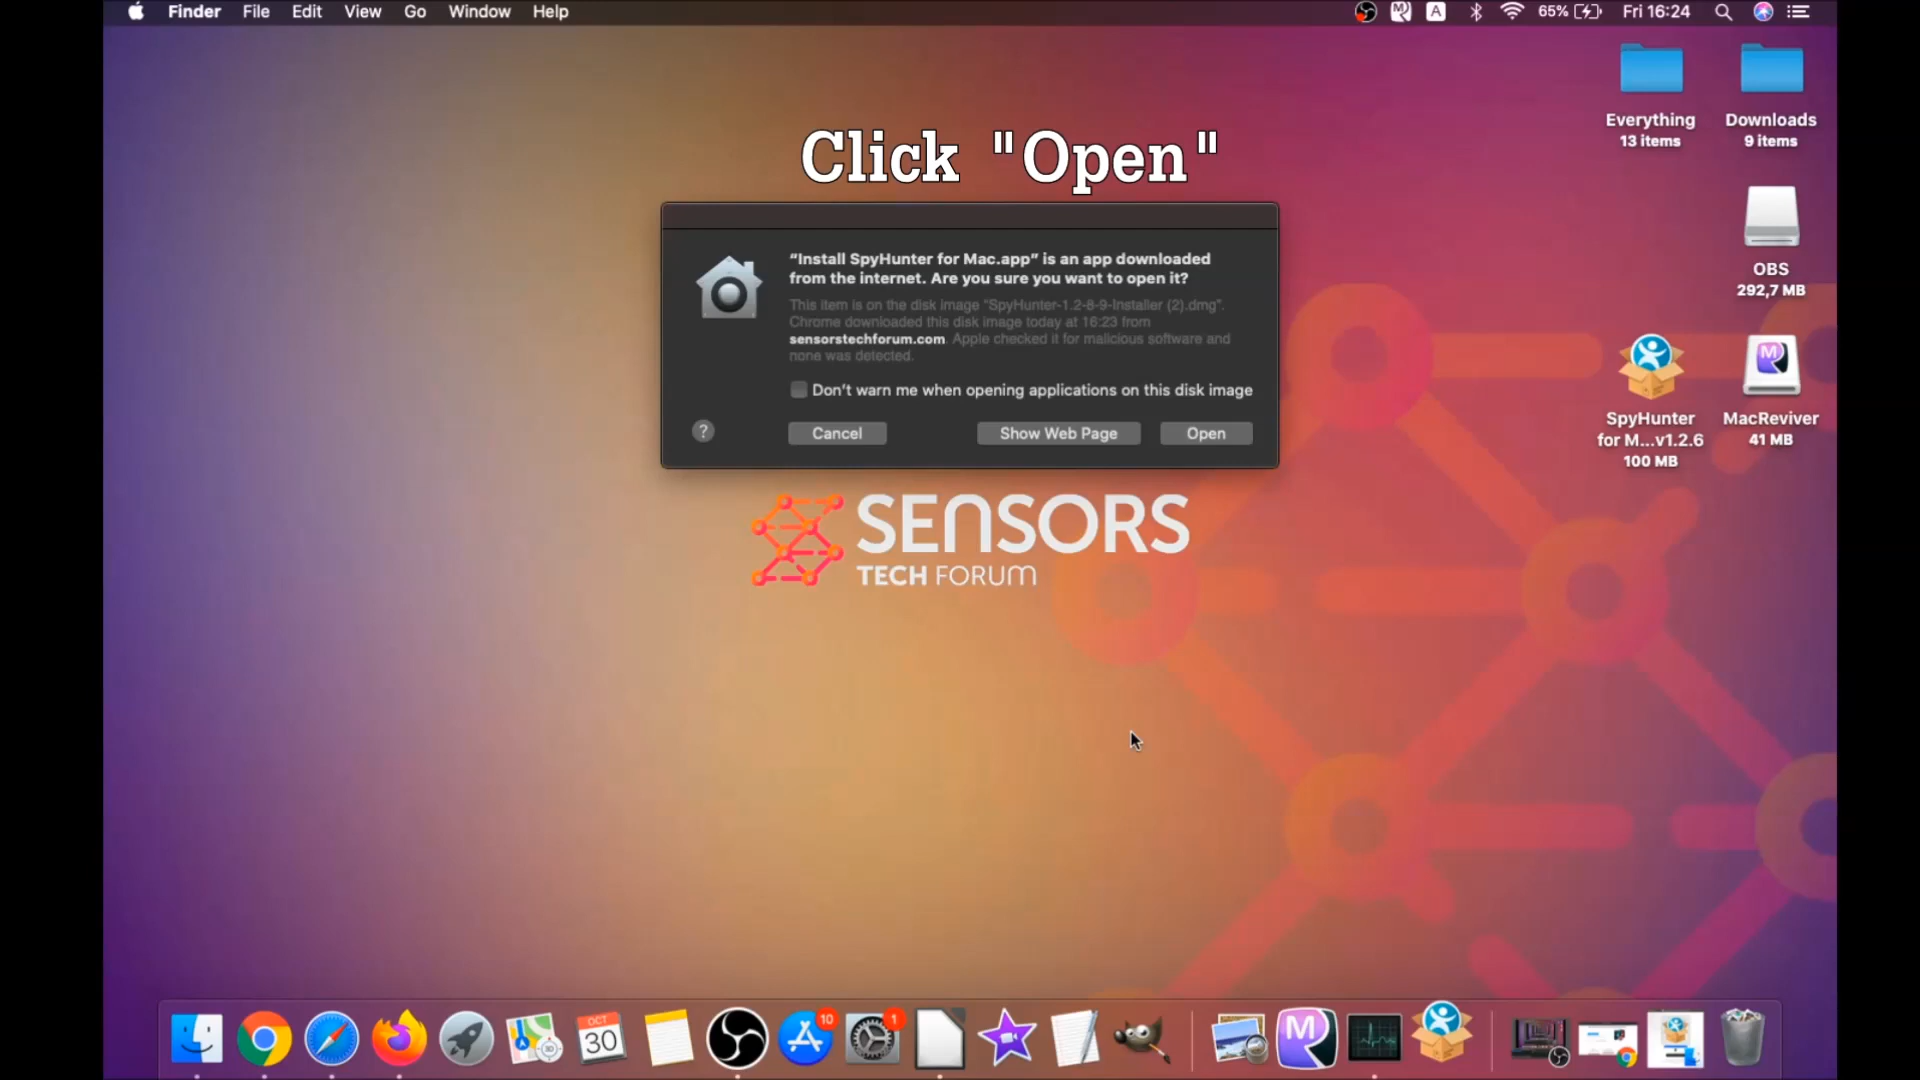 Finder File Edit View Go Window Help
A 65% Fri 16:24
Everything
13 items
Downloads
9 items
Click "Open"
“Install SpyHunter for Mac.app” is an app downloaded
from the internet. Are you sure you want to open it?
This item is on the disk image “SpyHunter-1.2-8-9-Installer (2).dmg”.
Chrome downloaded this disk image today at 16:23 from
sensorstechforum.com. Apple checked it for malicious software and
none was detected.
Don’t warn me when opening applications on this disk image
? Cancel Show Web Page Open
OBS
292,7 MB
SpyHunter
for M...v1.2.6
100 MB
MacReviver
41 MB
SENSORS
TECH FORUM
OCT
30
10
1
M